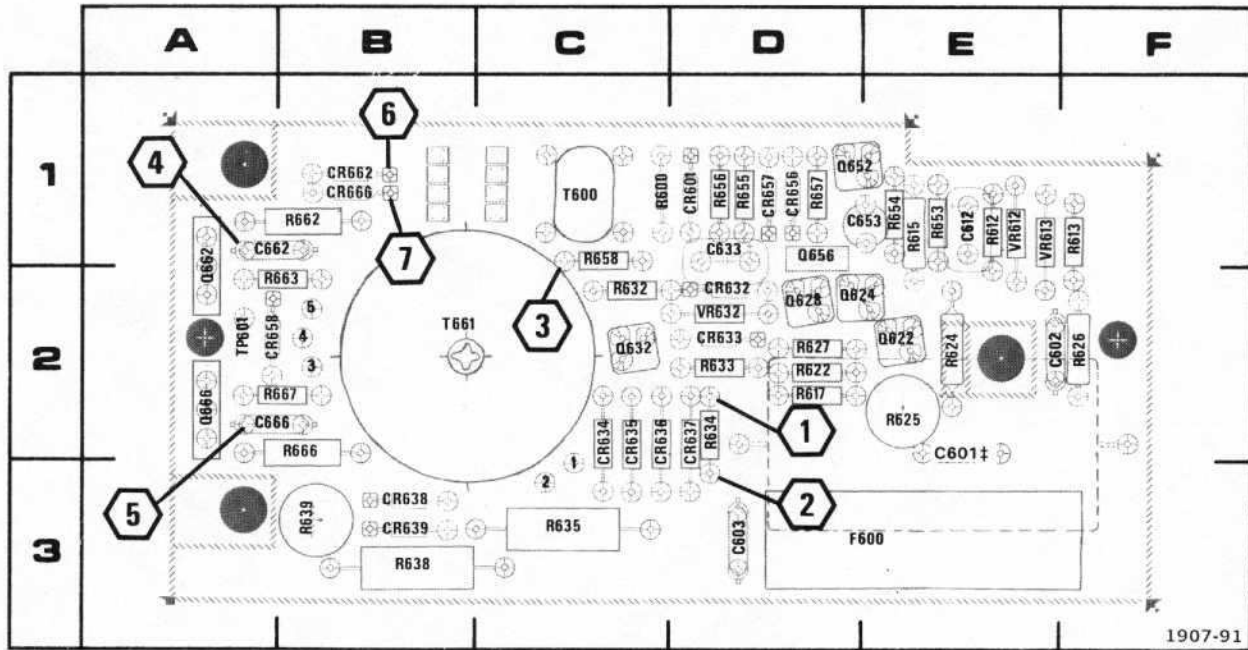 A B C D E F
1
2
3
6
4
CR662
CR666
R662
C662
7
Q662
R663
T600
R600
CR601
R656
R655
CR657
CR656
R657
Q652
C653
R654
R615
R653
C612
R612
VR612
VR613
R613
C633
Q656
R658
R632
3
CR632
VR632
Q628
Q624
Q622
CR633
R633
Q632
R627
R622
R617
R624
C602
R626
TP601
CR658
5
4
3
T661
Q666
R667
C666
R666
5
CR634
CR635
CR636
CR637
R634
1
R625
C601‡
1
2
2
R639
CR638
CR639
R638
R635
C603
F600
1907-91